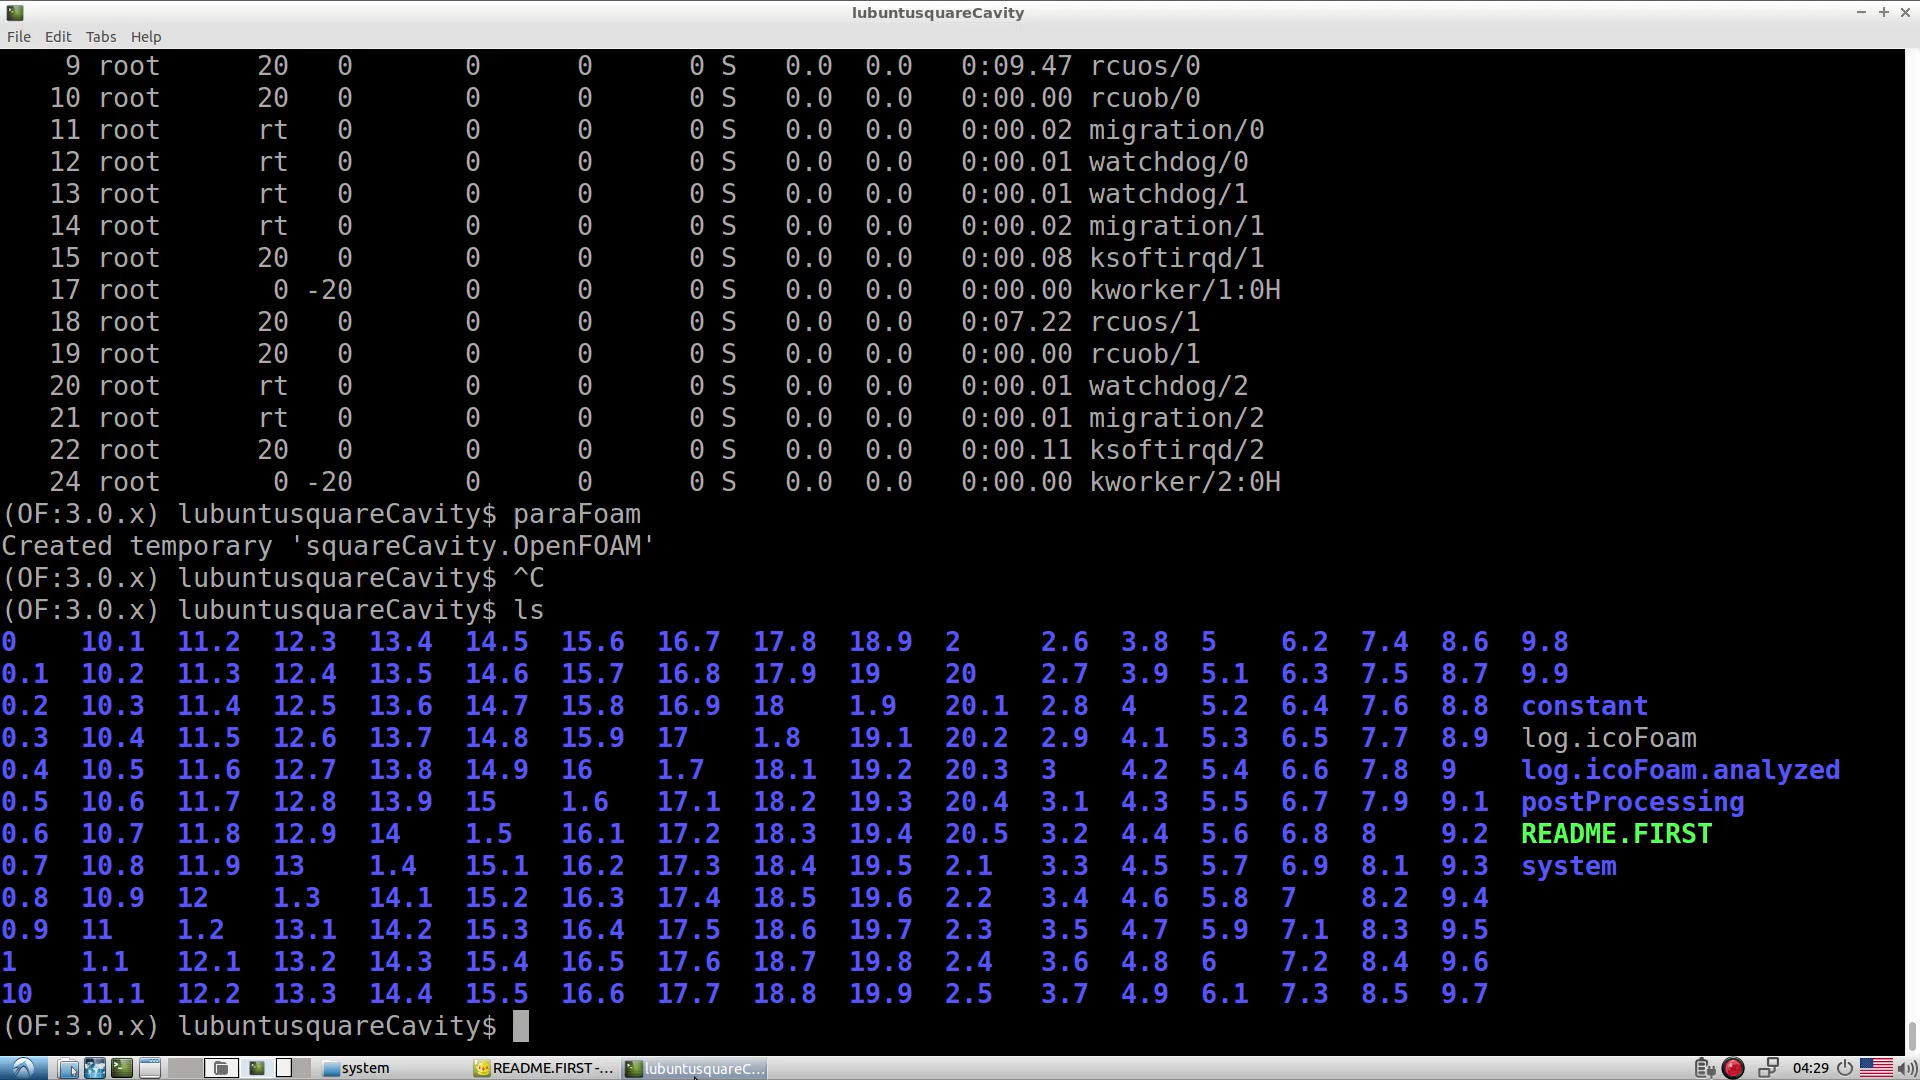 lubuntusquareCavity
File Edit Tabs Help
9 root 20 0 0 0 0 S 0.0 0.0 0:09.47 rcuos/0
10 root 20 0 0 0 0 S 0.0 0.0 0:00.00 rcuob/0
11 root rt 0 0 0 0 S 0.0 0.0 0:00.02 migration/0
12 root rt 0 0 0 0 S 0.0 0.0 0:00.01 watchdog/0
13 root rt 0 0 0 0 S 0.0 0.0 0:00.01 watchdog/1
14 root rt 0 0 0 0 S 0.0 0.0 0:00.02 migration/1
15 root 20 0 0 0 0 S 0.0 0.0 0:00.08 ksoftirqd/1
17 root 0 -20 0 0 0 S 0.0 0.0 0:00.00 kworker/1:0H
18 root 20 0 0 0 0 S 0.0 0.0 0:07.22 rcuos/1
19 root 20 0 0 0 0 S 0.0 0.0 0:00.00 rcuob/1
20 root rt 0 0 0 0 S 0.0 0.0 0:00.01 watchdog/2
21 root rt 0 0 0 0 S 0.0 0.0 0:00.01 migration/2
22 root 20 0 0 0 0 S 0.0 0.0 0:00.11 ksoftirqd/2
24 root 0 -20 0 0 0 S 0.0 0.0 0:00.00 kworker/2:0H
(OF:3.0.x) lubuntusquareCavity$ paraFoam
Created temporary 'squareCavity.OpenFOAM'
(OF:3.0.x) lubuntusquareCavity$ ^C
(OF:3.0.x) lubuntusquareCavity$ ls
0 10.1 11.2 12.3 13.4 14.5 15.6 16.7 17.8 18.9 2 2.6 3.8 5 6.2 7.4 8.6 9.8
0.1 10.2 11.3 12.4 13.5 14.6 15.7 16.8 17.9 19 20 2.7 3.9 5.1 6.3 7.5 8.7 9.9
0.2 10.3 11.4 12.5 13.6 14.7 15.8 16.9 18 1.9 20.1 2.8 4 5.2 6.4 7.6 8.8 constant
0.3 10.4 11.5 12.6 13.7 14.8 15.9 17 1.8 19.1 20.2 2.9 4.1 5.3 6.5 7.7 8.9 log.icoFoam
0.4 10.5 11.6 12.7 13.8 14.9 16 1.7 18.1 19.2 20.3 3 4.2 5.4 6.6 7.8 9 log.icoFoam.analyzed
0.5 10.6 11.7 12.8 13.9 15 1.6 17.1 18.2 19.3 20.4 3.1 4.3 5.5 6.7 7.9 9.1 postProcessing
0.6 10.7 11.8 12.9 14 1.5 16.1 17.2 18.3 19.4 20.5 3.2 4.4 5.6 6.8 8 9.2 README.FIRST
0.7 10.8 11.9 13 1.4 15.1 16.2 17.3 18.4 19.5 2.1 3.3 4.5 5.7 6.9 8.1 9.3 system
0.8 10.9 12 1.3 14.1 15.2 16.3 17.4 18.5 19.6 2.2 3.4 4.6 5.8 7 8.2 9.4
0.9 11 1.2 13.1 14.2 15.3 16.4 17.5 18.6 19.7 2.3 3.5 4.7 5.9 7.1 8.3 9.5
1 1.1 12.1 13.2 14.3 15.4 16.5 17.6 18.7 19.8 2.4 3.6 4.8 6 7.2 8.4 9.6
10 11.1 12.2 13.3 14.4 15.5 16.6 17.7 18.8 19.9 2.5 3.7 4.9 6.1 7.3 8.5 9.7
(OF:3.0.x) lubuntusquareCavity$
system README.FIRST -... lubuntusquareC... 04:29